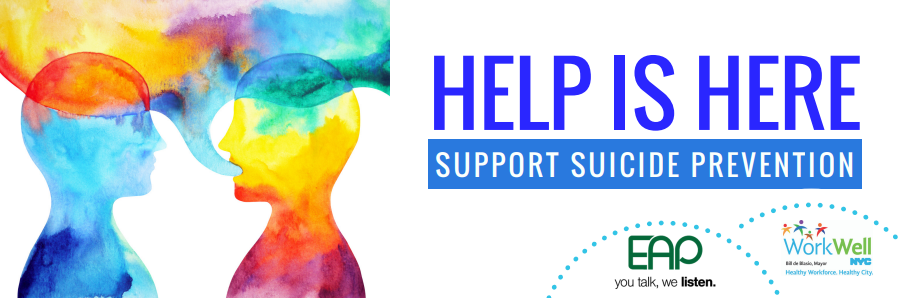 HELP IS HERE
SUPPORT SUICIDE PREVENTION
EAP
you talk, we listen.
WorkWell
NYC
Bill de Blasio, Mayor
Healthy Workforce. Healthy City.